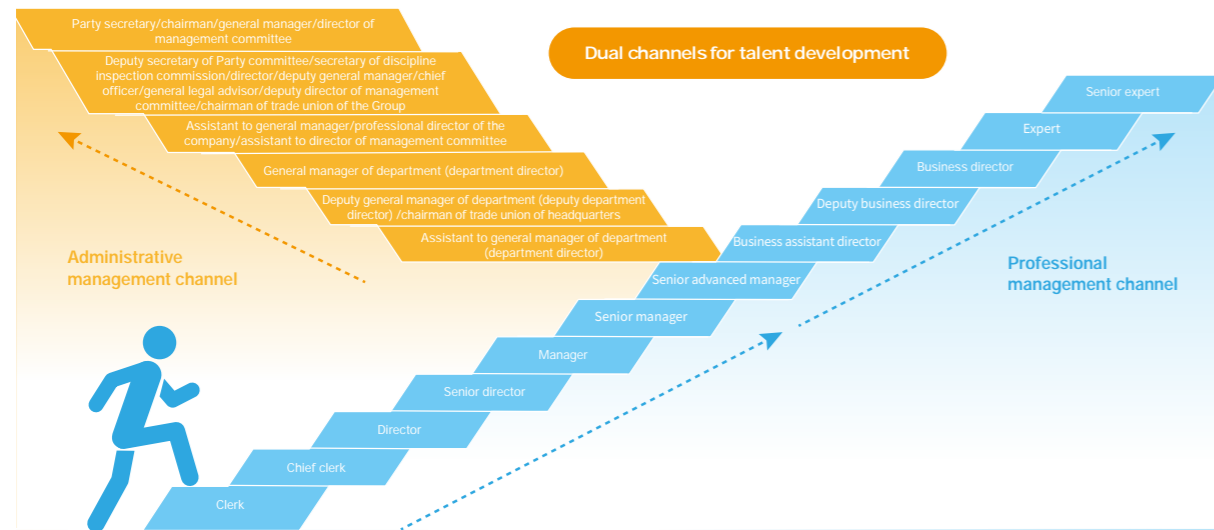 Party secretary/chairman/general manager/director of
management committee
Dual channels for talent development
Deputy secretary of Party committee/secretary of discipline
inspection commission/director/deputy general manager/chief
officer/general legal advisor/deputy director of management
committee/chairman of trade union of the Group
Assistant to general manager/professional director of the
company/assistant to director of management committee
General manager of department (department director)
Deputy general manager of department (deputy department
director) /chairman of trade union of headquarters
Assistant to general manager of department
(department director)
Administrative
management channel
Senior expert
Expert
Business director
Deputy business director
Business assistant director
Senior advanced manager
Senior manager
Manager
Senior director
Director
Chief clerk
Clerk
Professional
management channel